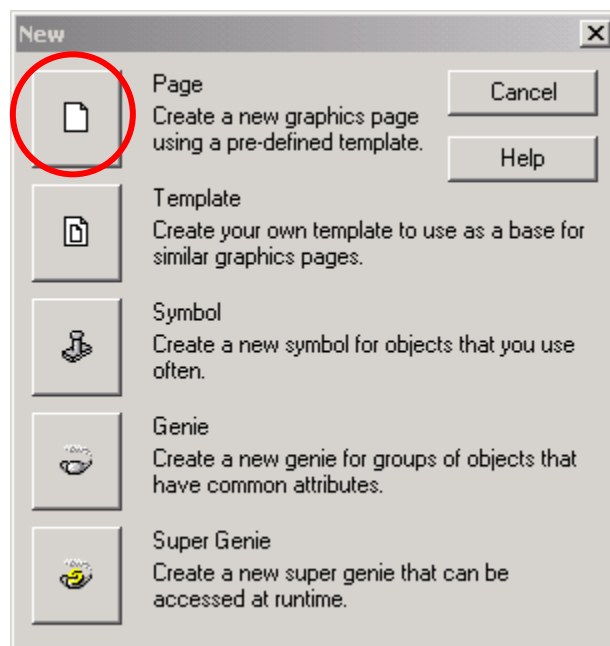 New
Page
Create a new graphics page
using a pre-defined template.
Cancel
Help
Template
Create your own template to use as a base for
similar graphics pages.
Symbol
Create a new symbol for objects that you use
often.
Genie
Create a new genie for groups of objects that
have common attributes.
Super Genie
Create a new super genie that can be
accessed at runtime.